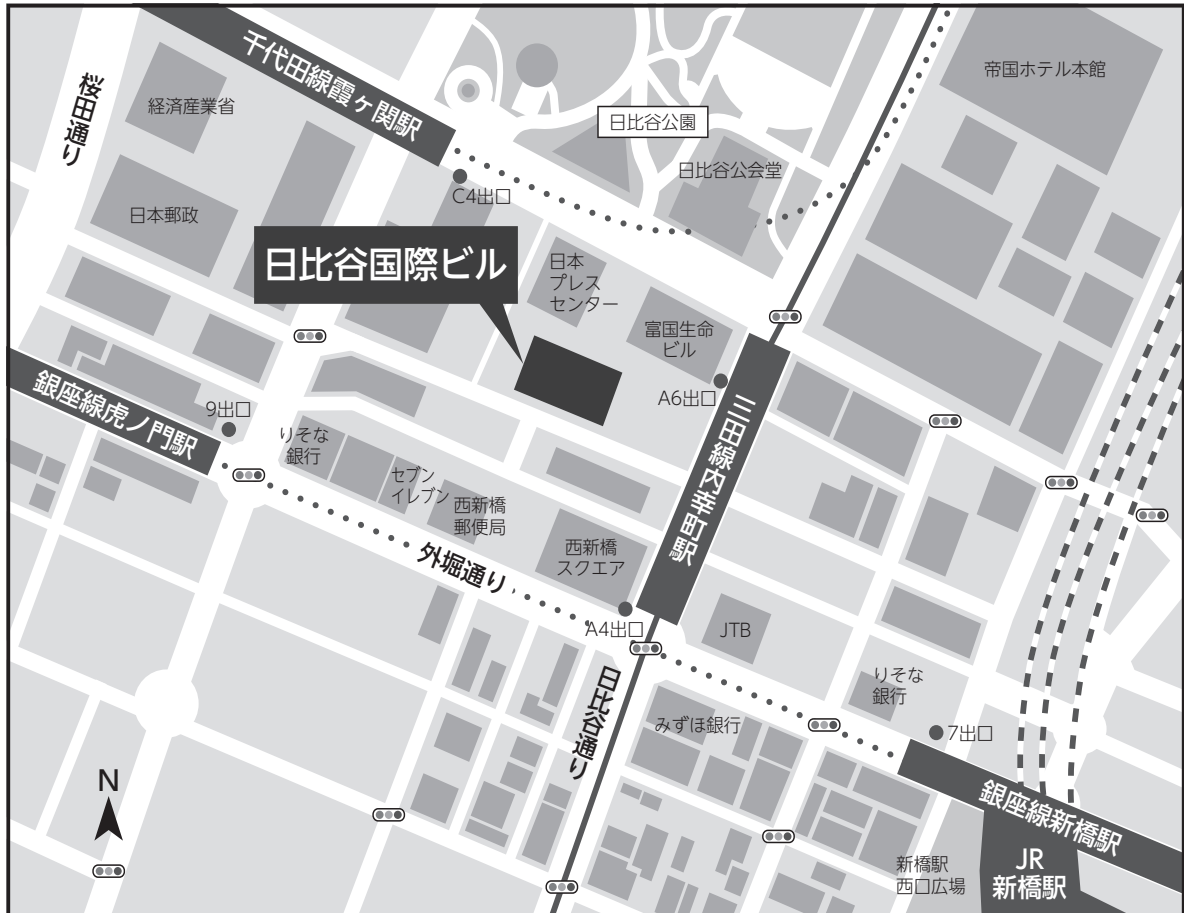 千代田線霞ヶ関駅
桜田通り
経済産業省
帝国ホテル本館
日比谷公園
日比谷公会堂
C4出口
日本郵政
日比谷国際ビル
日本
プレス
センター
富国生命
ビル
A6出口
銀座線虎ノ門駅
9出口
りそな
銀行
セブン
イレブン
西新橋
郵便局
三田線内幸町駅
外堀通り
西新橋
スクエア
A4出口
JTB
日比谷通り
みずほ銀行
りそな
銀行
7出口
N
銀座線新橋駅
新橋駅
西口広場
JR
新橋駅